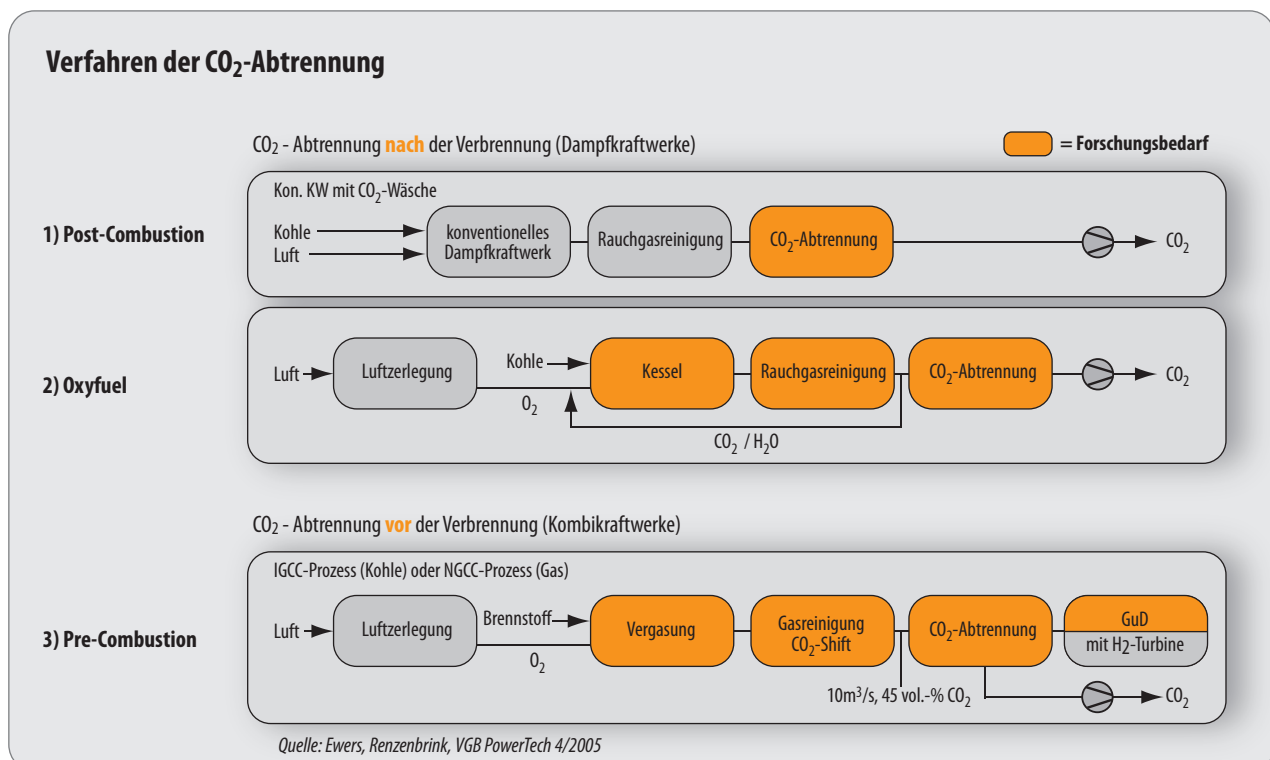 Verfahren der CO₂-Abtrennung
CO₂ - Abtrennung nach der Verbrennung (Dampfkraftwerke)
= Forschungsbedarf
1) Post-Combustion
Kon. KW mit CO₂-Wäsche
Kohle
Luft
konventionelles
Dampfkraftwerk
Rauchgasreinigung
CO₂-Abtrennung
CO₂
2) Oxyfuel
Luft
Luftzerlegung
Kohle
O₂
Kessel
Rauchgasreinigung
CO₂-Abtrennung
CO₂
CO₂ / H₂O
CO₂ - Abtrennung vor der Verbrennung (Kombikraftwerke)
3) Pre-Combustion
IGCC-Prozess (Kohle) oder NGCC-Prozess (Gas)
Luft
Luftzerlegung
Brennstoff
O₂
Vergasung
Gasreinigung
CO₂-Shift
CO₂-Abtrennung
GuD
mit H2-Turbine
10m³/s, 45 vol.-% CO₂
CO₂
Quelle: Ewers, Renzenbrink, VGB PowerTech 4/2005